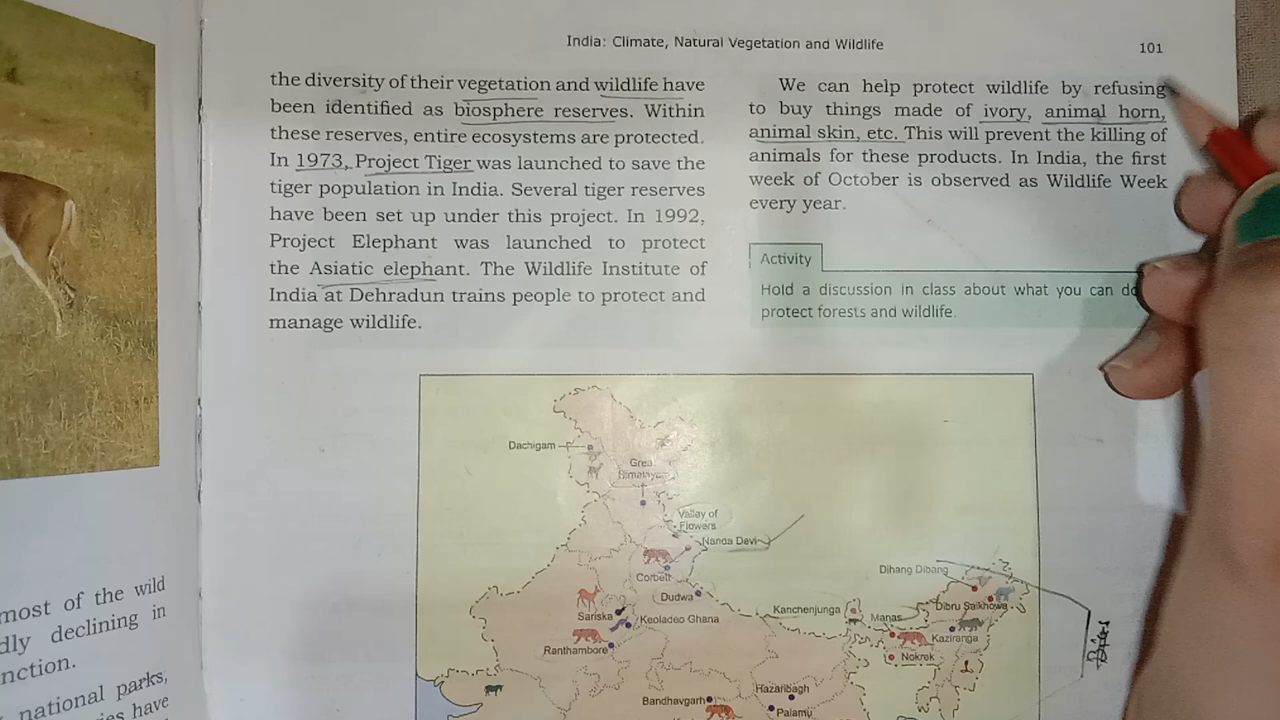 India: Climate, Natural Vegetation and Wildlife
101
the diversity of their vegetation and wildlife have
been identified as biosphere reserves. Within
these reserves, entire ecosystems are protected.
In 1973, Project Tiger was launched to save the
tiger population in India. Several tiger reserves
have been set up under this project. In 1992,
Project Elephant was launched to protect
the Asiatic elephant. The Wildlife Institute of
India at Dehradun trains people to protect and
manage wildlife.
We can help protect wildlife by refusing
to buy things made of ivory, animal horn,
animal skin, etc. This will prevent the killing of
animals for these products. In India, the first
week of October is observed as Wildlife Week
every year.
Activity
Hold a discussion in class about what you can do
protect forests and wildlife.
most of the wild
dly declining in
nction.
national parks,
es have
Dachigam
Great
Himalayan
Valley of
Flowers
Nanda Devi
Corbett
Dudwa
Sariska
Keoladeo Ghana
Ranthambore
Kanchenjunga
Manas
Dihang Dibang
Dibru Saikhowa
Kaziranga
Nokrek
Bandhavgarh
Hazaribagh
Palamu